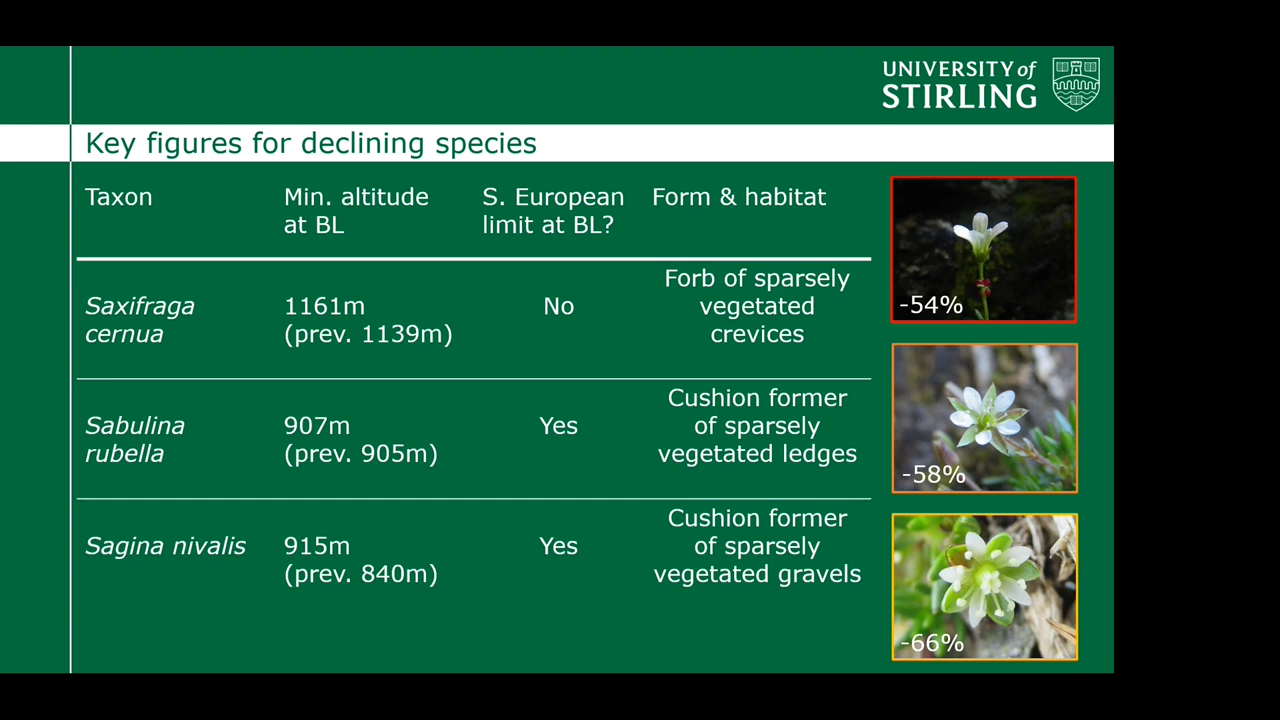 UNIVERSITY of
STIRLING
Key figures for declining species
Taxon
Min. altitude
at BL
S. European
limit at BL?
Form & habitat
Saxifraga
cernua
1161m
(prev. 1139m)
No
Forb of sparsely
vegetated
crevices
-54%
Sabulina
rubella
907m
(prev. 905m)
Yes
Cushion former
of sparsely
vegetated ledges
-58%
Sagina nivalis
915m
(prev. 840m)
Yes
Cushion former
of sparsely
vegetated gravels
-66%